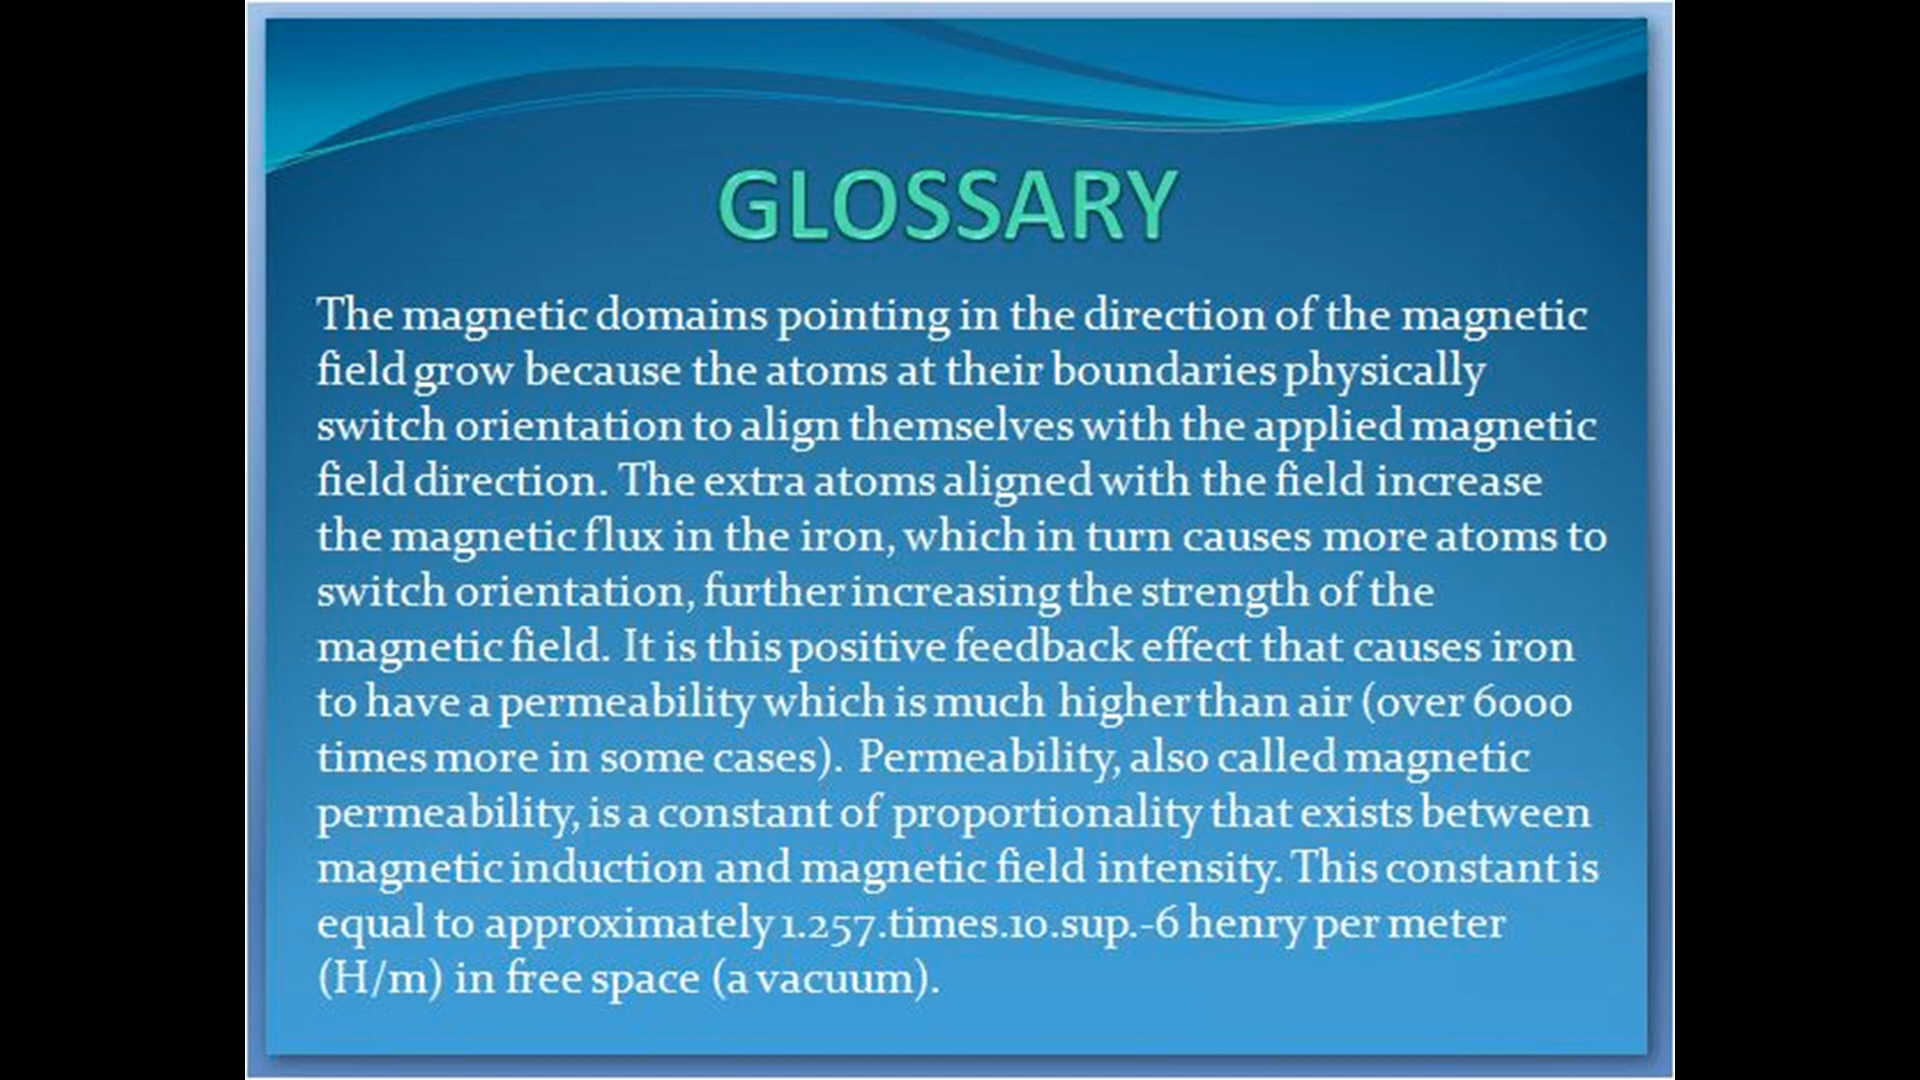 GLOSSARY
The magnetic domains pointing in the direction of the magnetic
field grow because the atoms at their boundaries physically
switch orientation to align themselves with the applied magnetic
field direction. The extra atoms aligned with the field increase
the magnetic flux in the iron, which in turn causes more atoms to
switch orientation, further increasing the strength of the
magnetic field. It is this positive feedback effect that causes iron
to have a permeability which is much higher than air (over 6000
times more in some cases). Permeability, also called magnetic
permeability, is a constant of proportionality that exists between
magnetic induction and magnetic field intensity. This constant is
equal to approximately 1.257.times.10.sup.-6 henry per meter
(H/m) in free space (a vacuum).